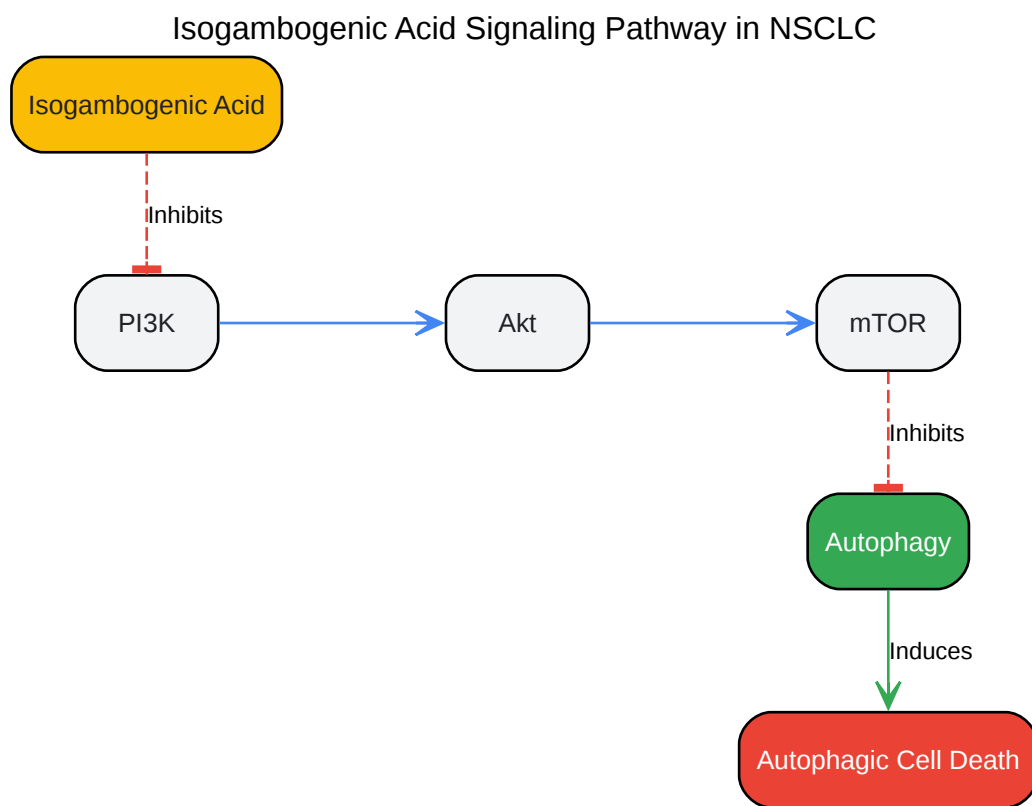 Isogambogenic Acid Signaling Pathway in NSCLC
Isogambogenic Acid
Inhibits
PI3K
Akt
mTOR
Inhibits
Autophagy
Induces
Autophagic Cell Death